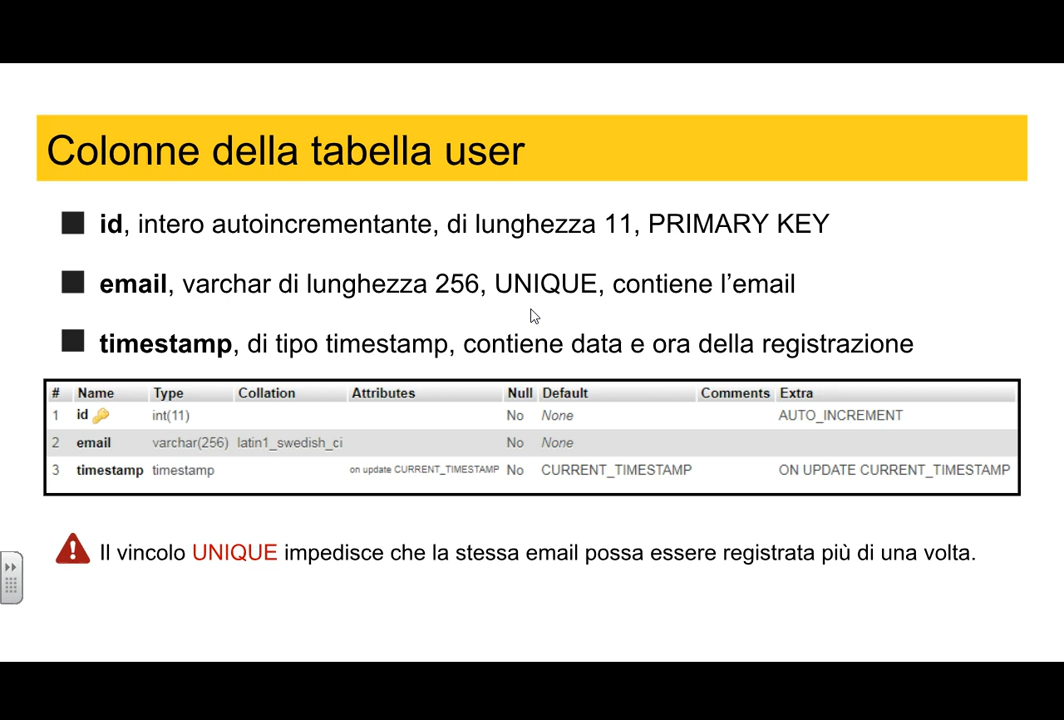 Colonne della tabella user
id, intero autoincrementante, di lunghezza 11, PRIMARY KEY
email, varchar di lunghezza 256, UNIQUE, contiene l’email
timestamp, di tipo timestamp, contiene data e ora della registrazione
# Name Type Collation Attributes Null Default Comments Extra
1 id int(11) No None AUTO_INCREMENT
2 email varchar(256) latin1_swedish_ci No None
3 timestamp timestamp on update CURRENT_TIMESTAMP No CURRENT_TIMESTAMP ON UPDATE CURRENT_TIMESTAMP
Il vincolo UNIQUE impedisce che la stessa email possa essere registrata più di una volta.